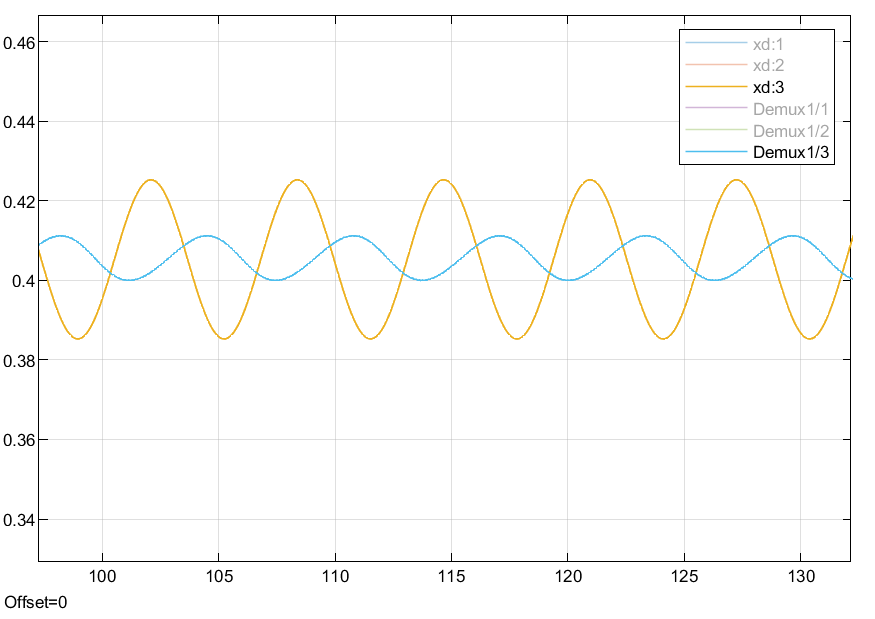 0.46
0.44
0.42
0.4
0.38
0.36
0.34
xd:1
xd:2
xd:3
Demux1/1
Demux1/2
Demux1/3
100 105 110 115 120 125 130
Offset=0